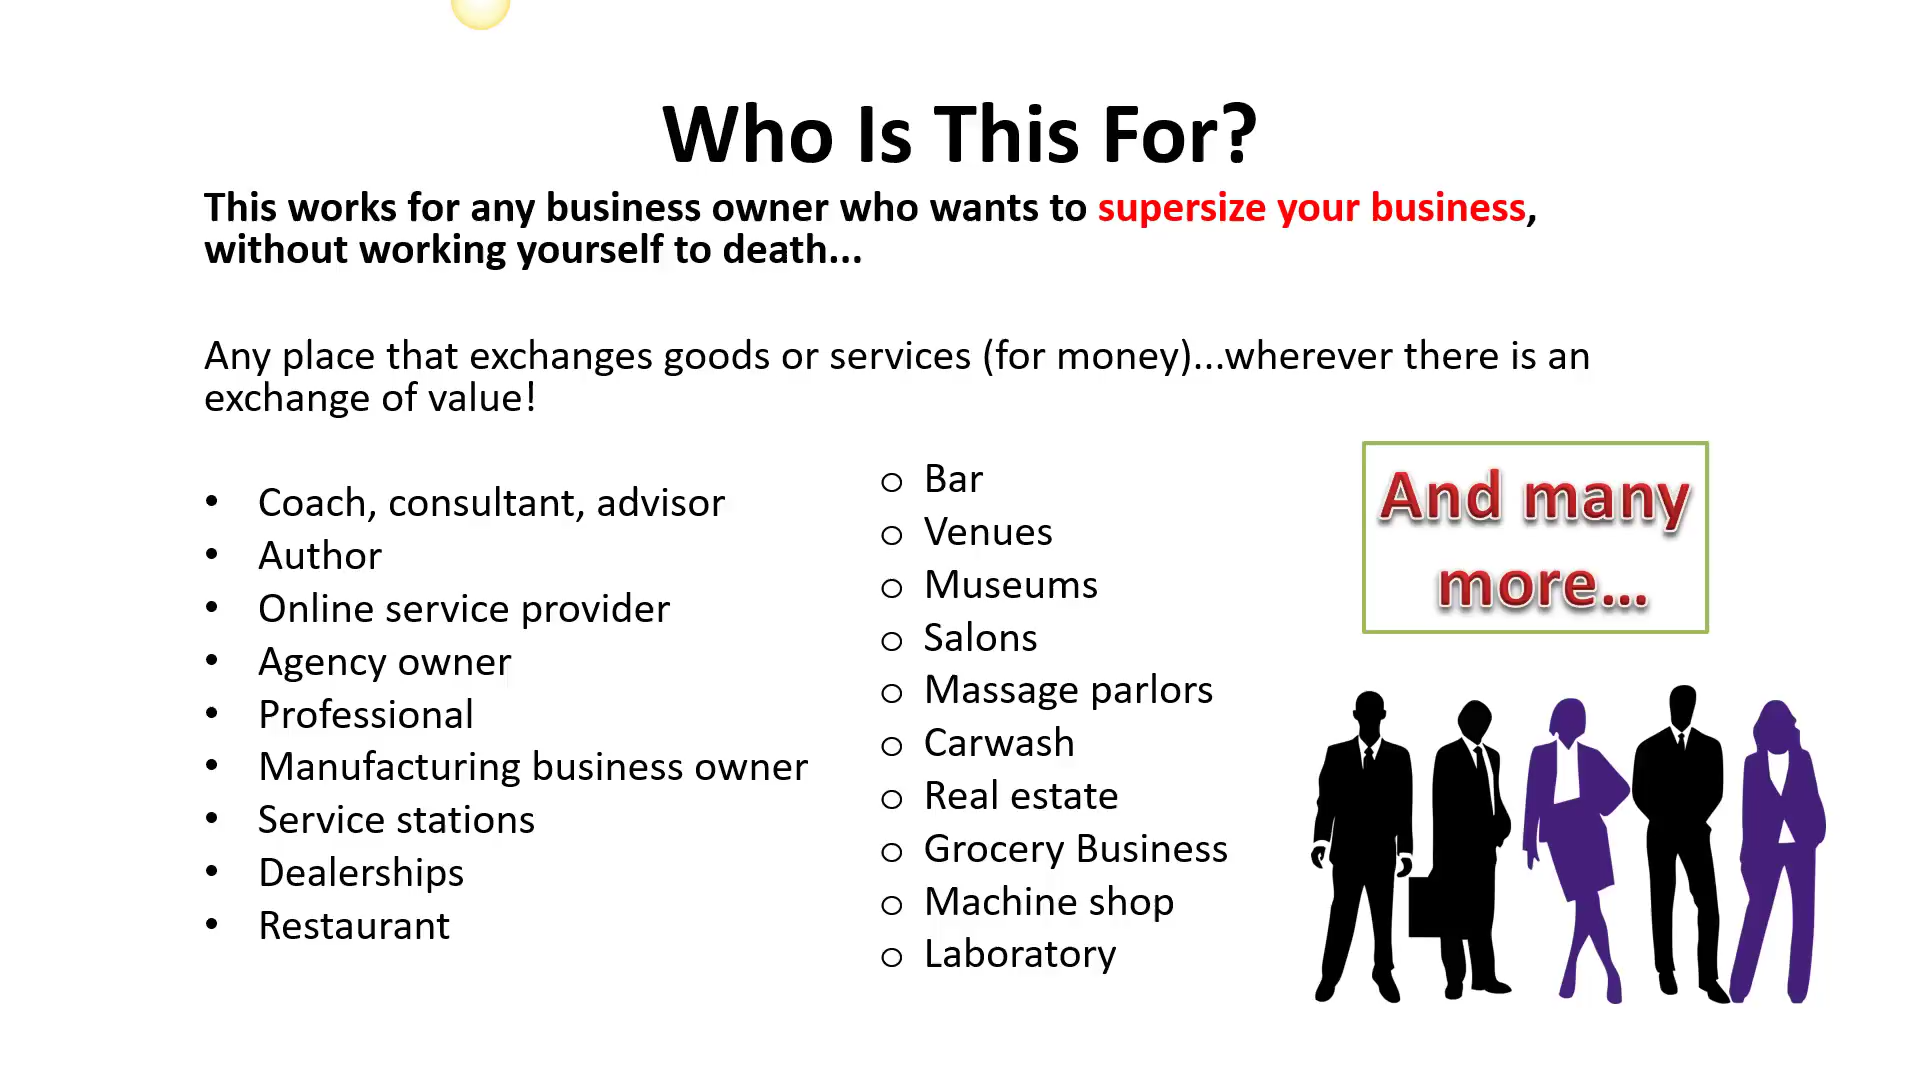 Who Is This For?
This works for any business owner who wants to supersize your business,
without working yourself to death...
Any place that exchanges goods or services (for money)...wherever there is an
exchange of value!
• Coach, consultant, advisor
• Author
• Online service provider
• Agency owner
• Professional
• Manufacturing business owner
• Service stations
• Dealerships
• Restaurant
o Bar
o Venues
o Museums
o Salons
o Massage parlors
o Carwash
o Real estate
o Grocery Business
o Machine shop
o Laboratory
And many
more...